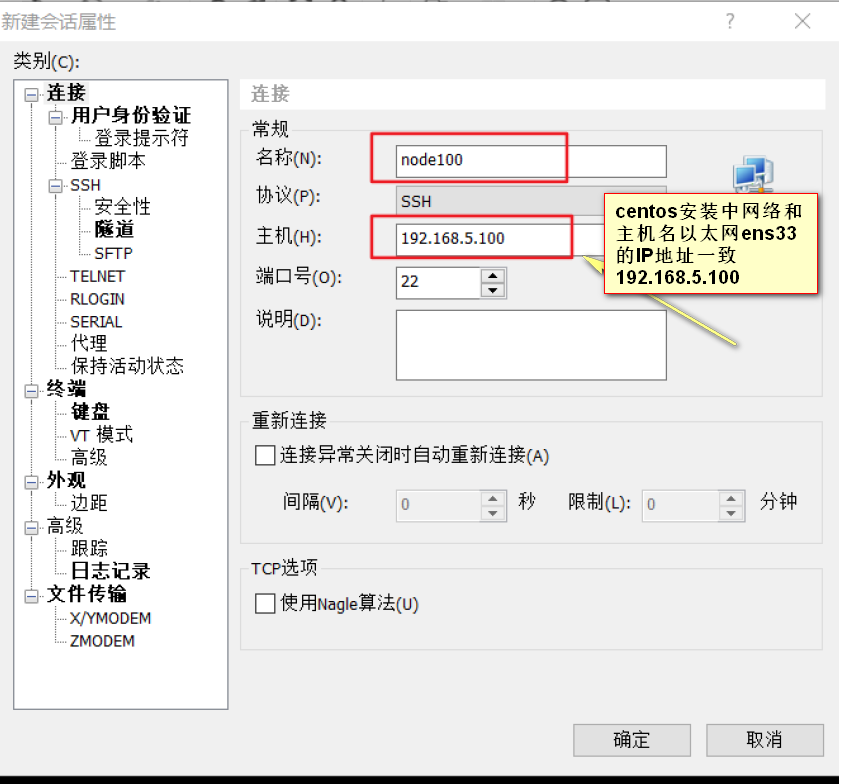 新建会话属性
?
类别(C):
连接
用户身份验证
登录提示符
登录脚本
SSH
安全性
隧道
SFTP
TELNET
RLOGIN
SERIAL
代理
保持活动状态
终端
键盘
VT 模式
高级
外观
边距
高级
跟踪
日志记录
文件传输
X/YMODEM
ZMODEM
连接
常规
名称(N):
node100
协议(P):
SSH
主机(H):
192.168.5.100
端口号(O):
22
说明(D):
centos安装中网络和
主机名以太网ens33
的IP地址一致
192.168.5.100
重新连接
连接异常关闭时自动重新连接(A)
间隔(V): 0 秒 限制(L): 0 分钟
TCP选项
使用Nagle算法(U)
确定 取消